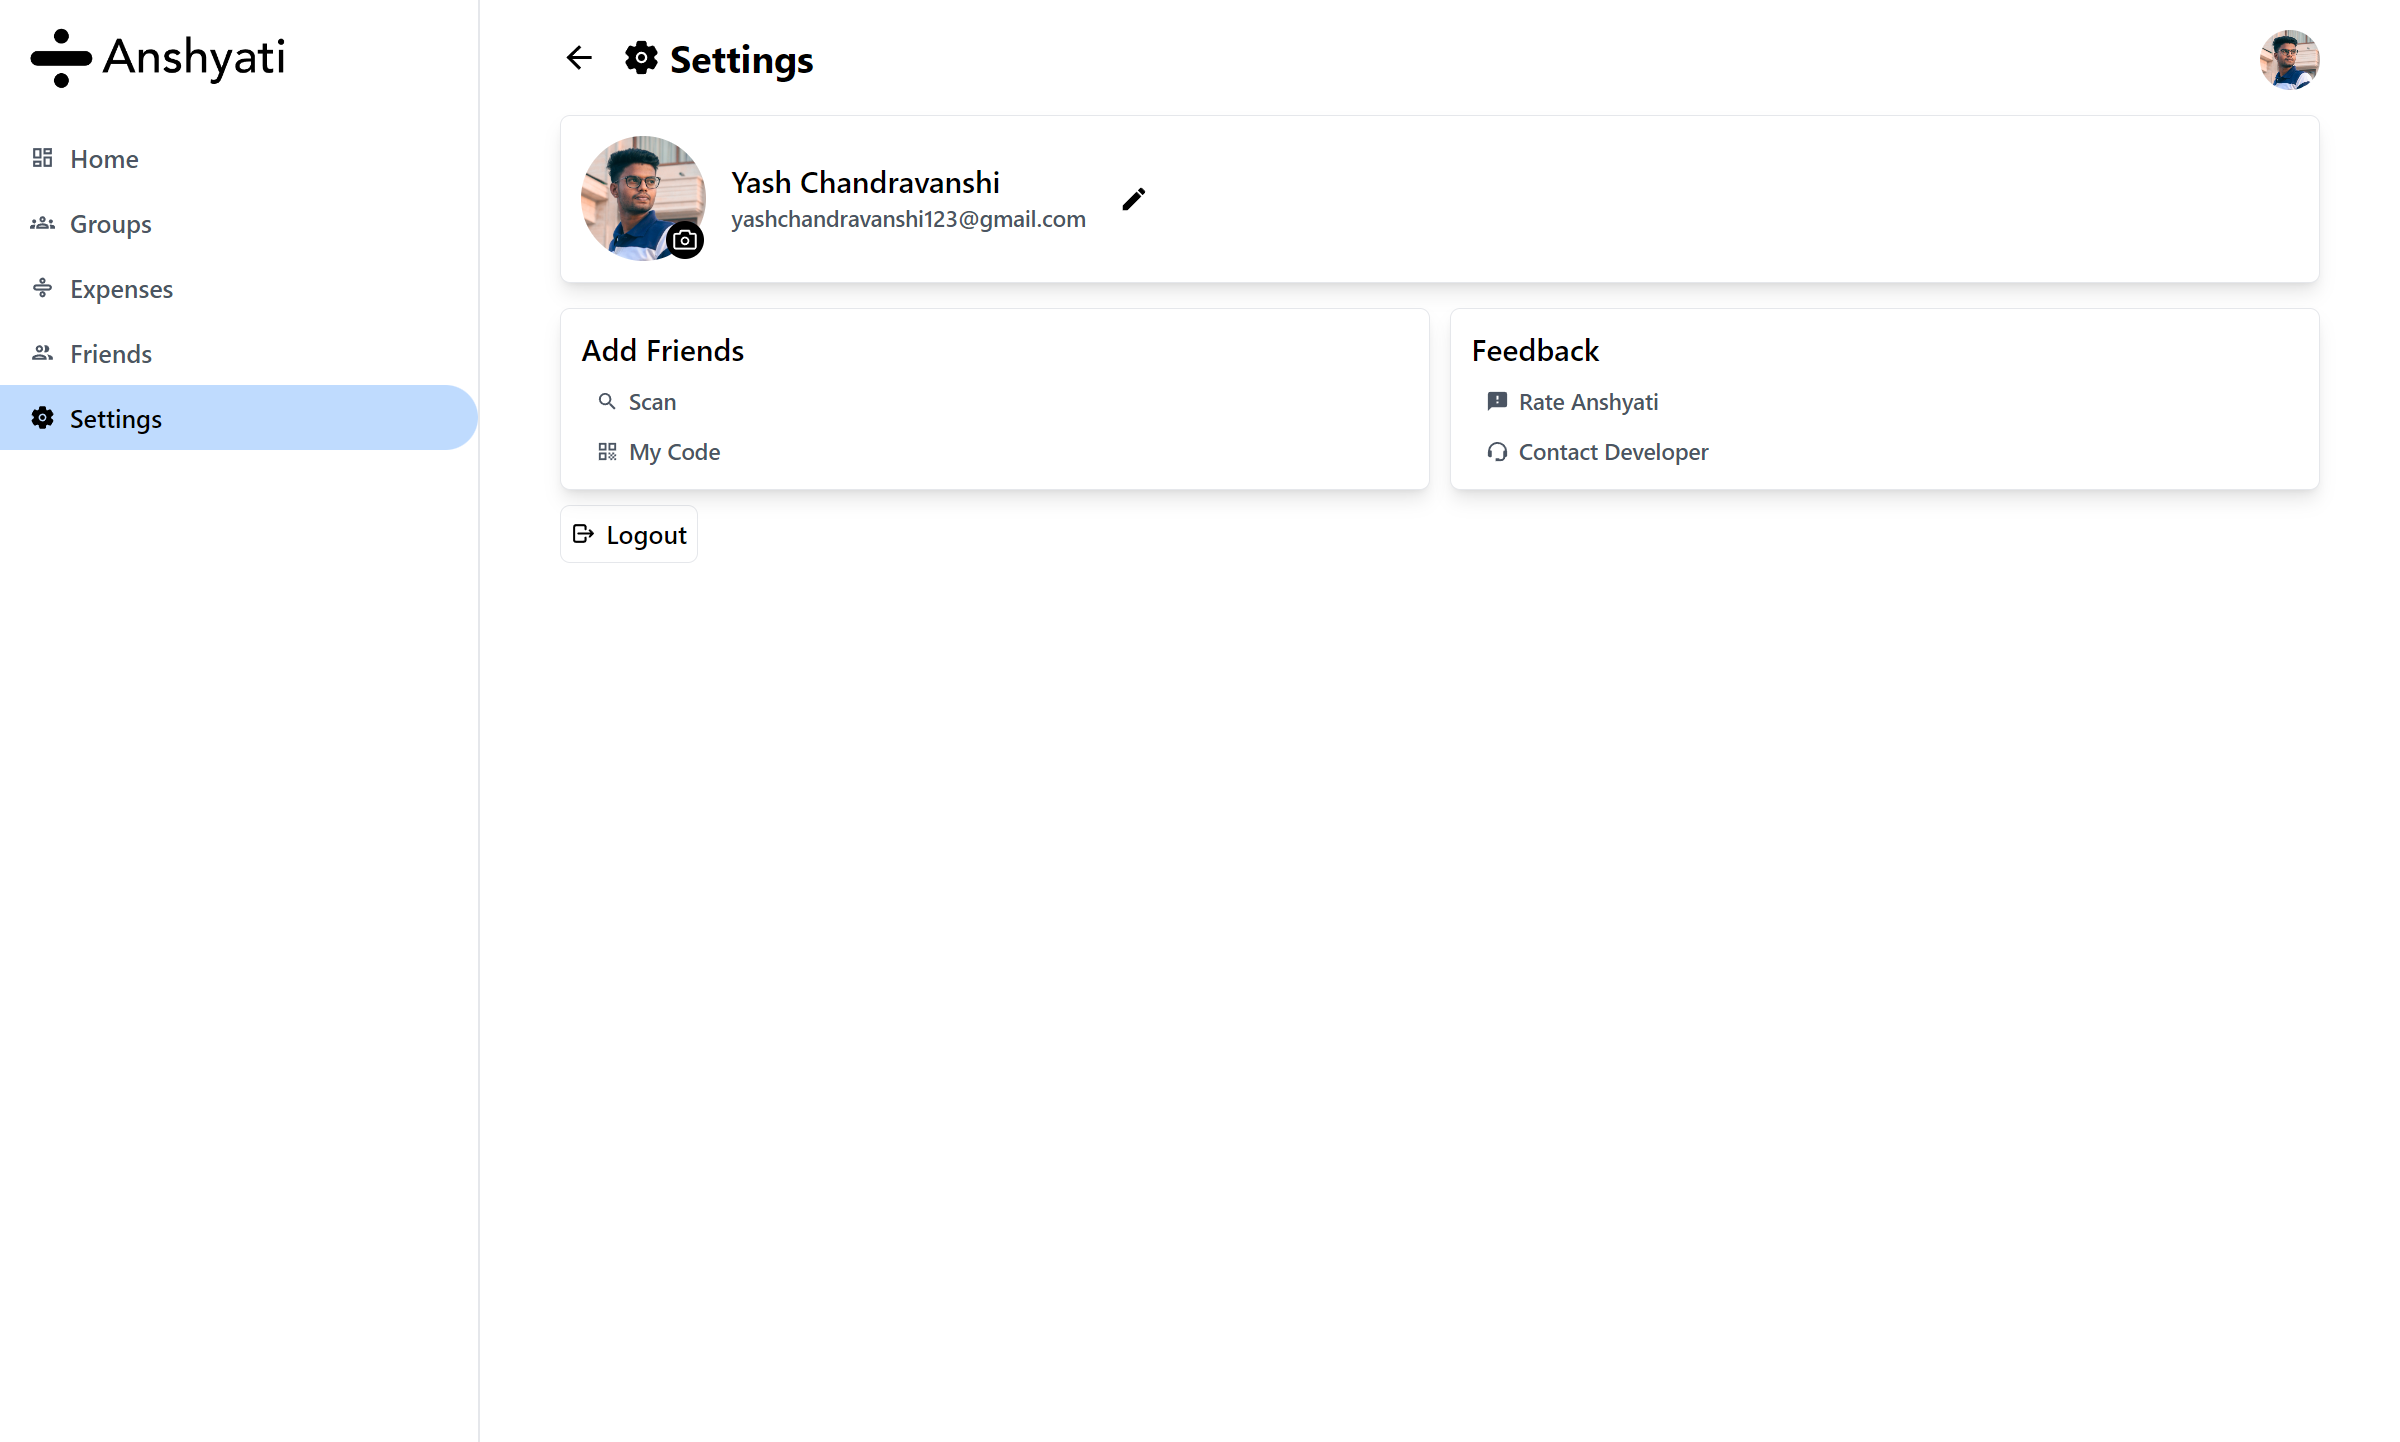 Anshyati
Home
Groups
Expenses
Friends
Settings
Settings
Yash Chandravanshi
yashchandravanshi123@gmail.com
Add Friends
Scan
My Code
Feedback
Rate Anshyati
Contact Developer
Logout